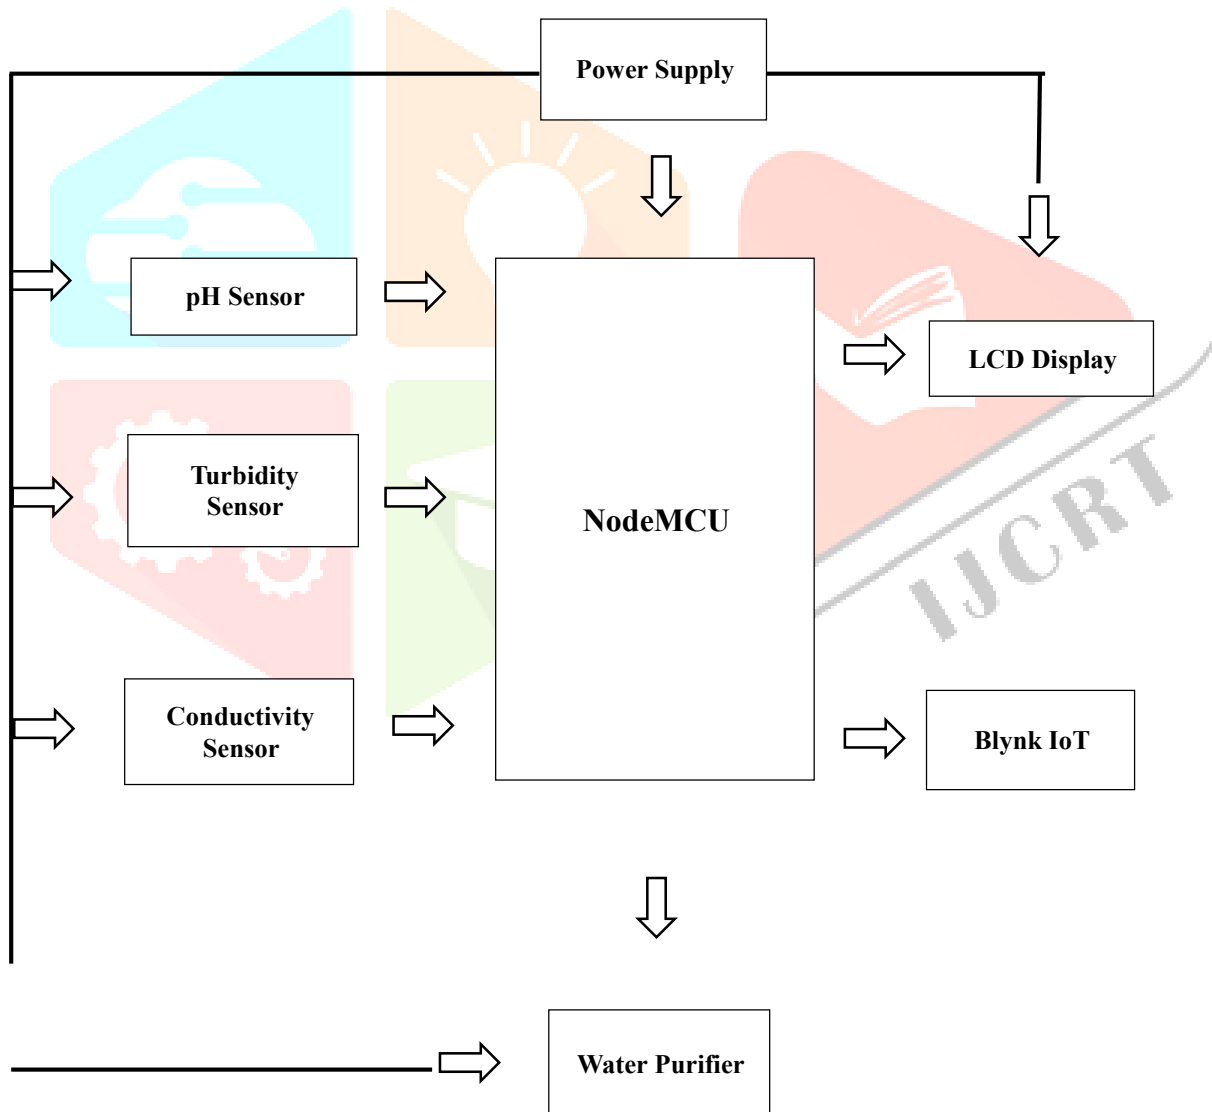 Power Supply
pH Sensor
LCD Display
Turbidity
Sensor
NodeMCU
IJCRT
Conductivity
Sensor
Blynk IoT
Water Purifier